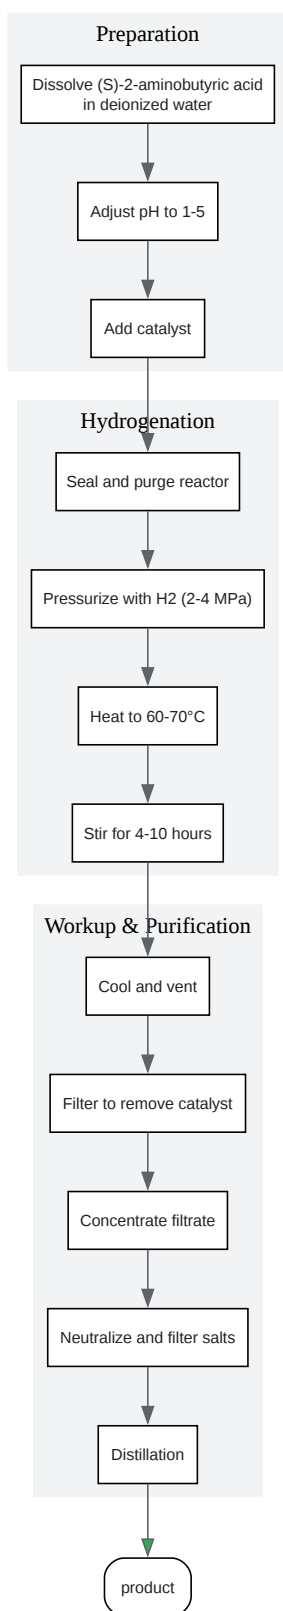 Preparation
Dissolve (S)-2-aminobutyric acid
in deionized water
Adjust pH to 1-5
Add catalyst
Hydrogenation
Seal and purge reactor
Pressurize with H2 (2-4 MPa)
Heat to 60-70°C
Stir for 4-10 hours
Workup & Purification
Cool and vent
Filter to remove catalyst
Concentrate filtrate
Neutralize and filter salts
Distillation
product